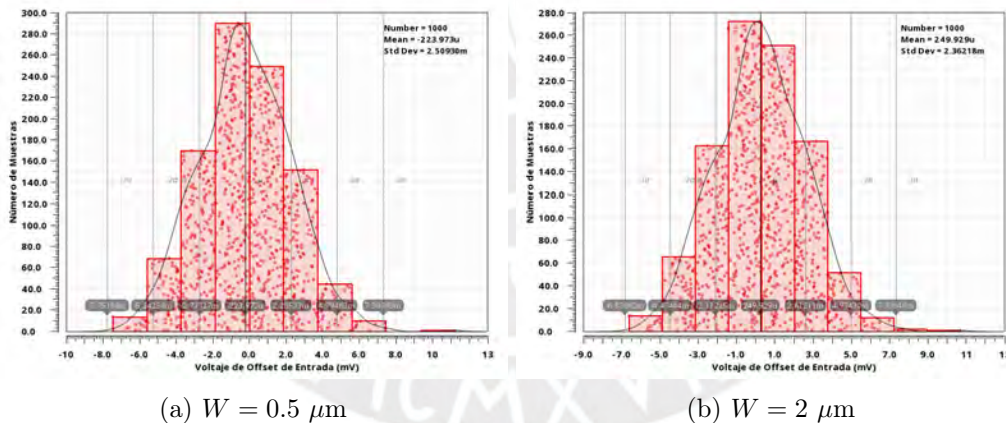 300.0
280.0
260.0
240.0
220.0
200.0
180.0
160.0
140.0
120.0
100.0
80.0
60.0
40.0
20.0
0.0
Número de Muestras
Number = 1000
Mean = -223.973u
Std Dev = 2.50930m
-10 -8.0 -6.0 -4.0 -2.0 0.0 2.0 4.0 6.0 8.0 10 13
Voltaje de Offset de Entrada (mV)
(a) W = 0.5 μm
280.0
260.0
240.0
220.0
200.0
180.0
160.0
140.0
120.0
100.0
80.0
60.0
40.0
20.0
0.0
Número de Muestras
Number = 1000
Mean = 249.929u
Std Dev = 2.36218m
-9.0 -7.0 -5.0 -3.0 -1.0 1.0 3.0 5.0 7.0 9.0 11
Voltaje de Offset de Entrada (mV)
(b) W = 2 μm